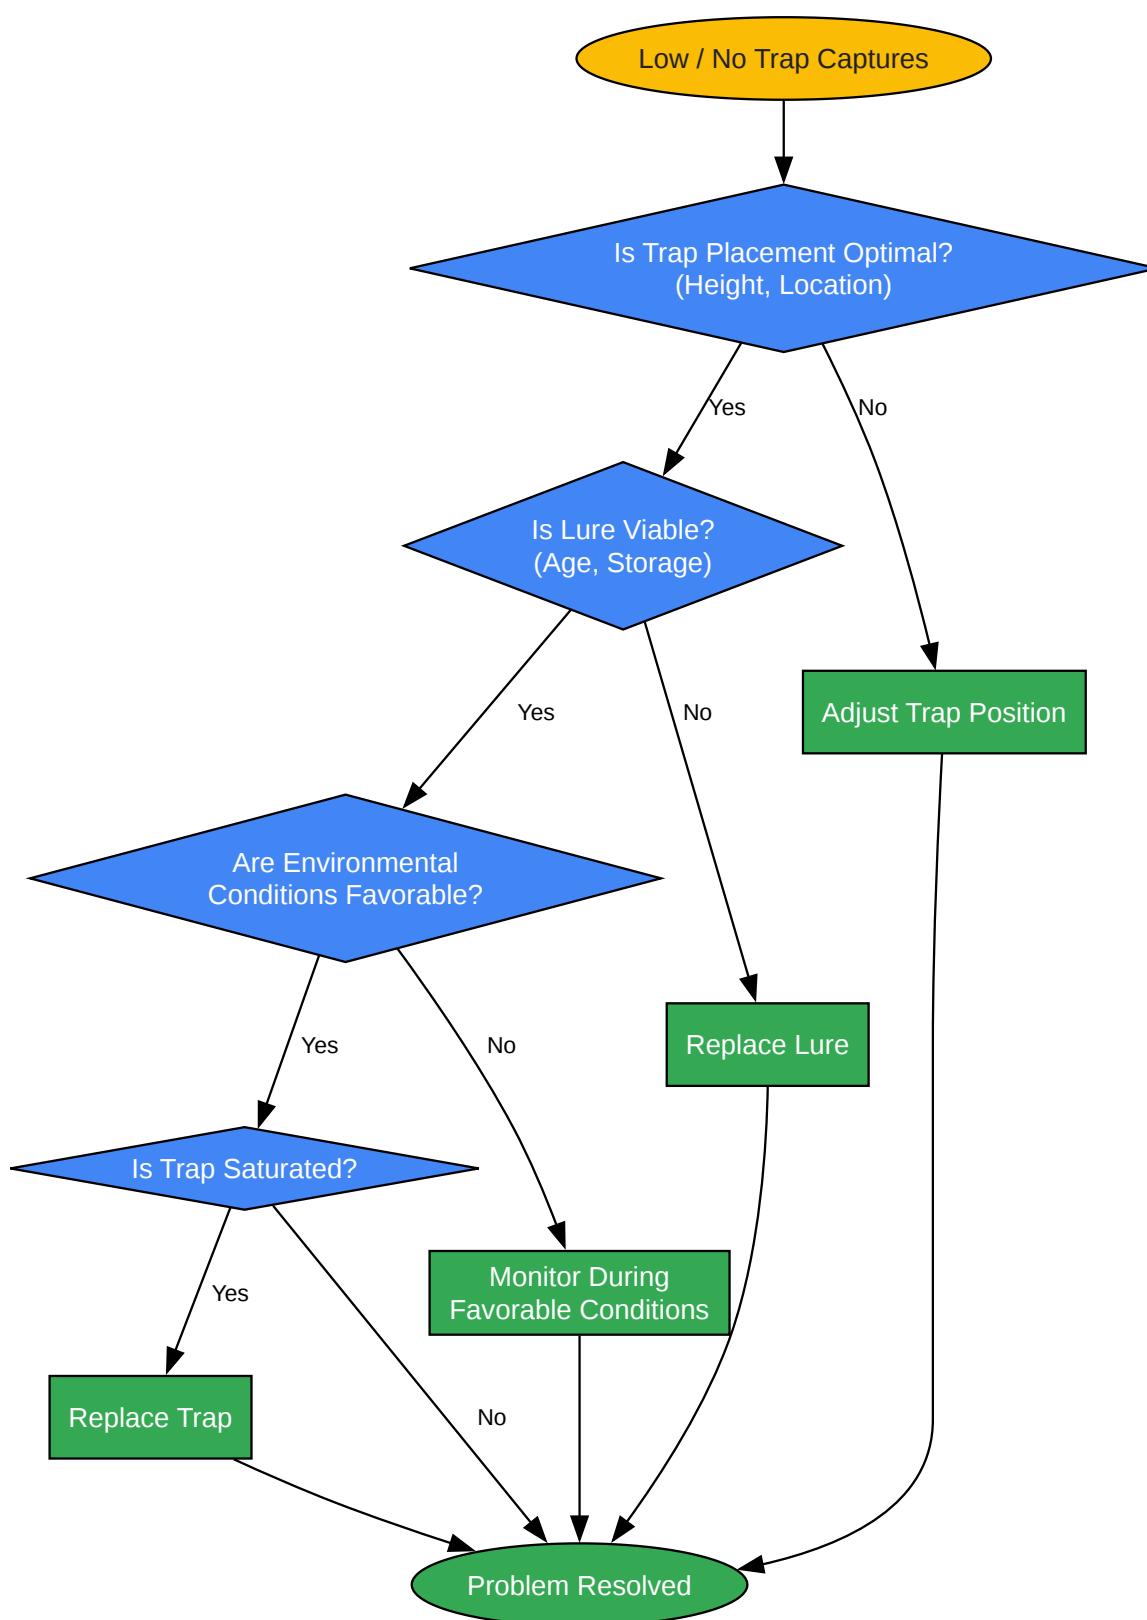 Low / No Trap Captures
Is Trap Placement Optimal?
(Height, Location)
Yes
No
Is Lure Viable?
(Age, Storage)
Yes
No
Adjust Trap Position
Are Environmental
Conditions Favorable?
Yes
No
Replace Lure
Is Trap Saturated?
Yes
No
Monitor During
Favorable Conditions
Replace Trap
Problem Resolved